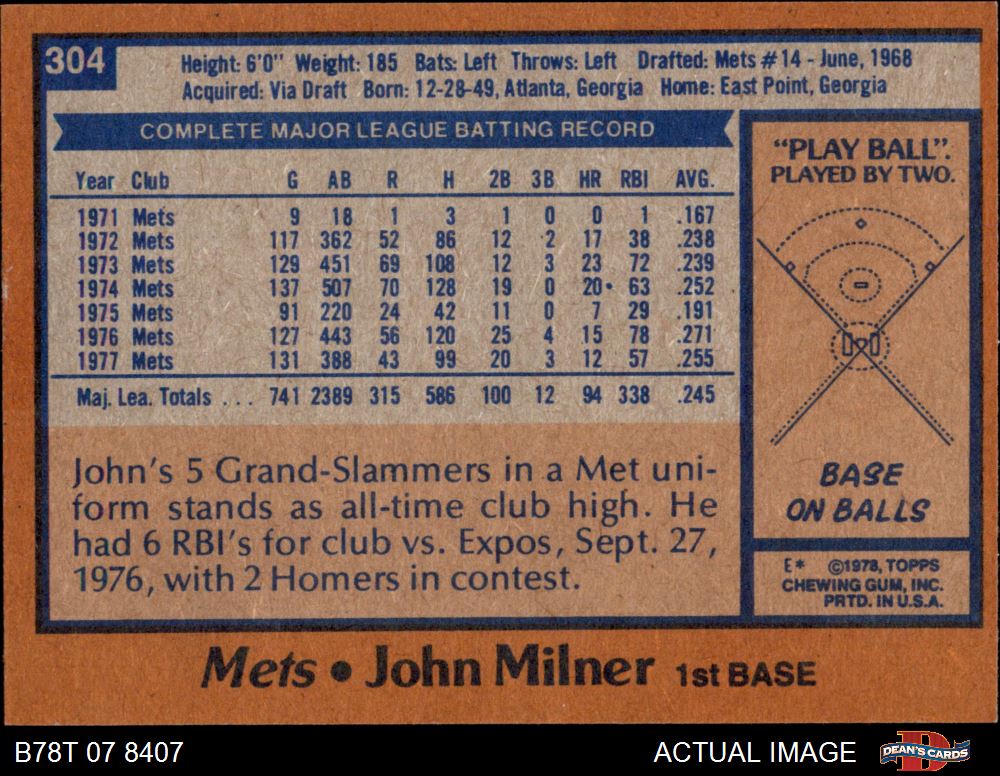 304
Height: 6'0" Weight: 185 Bats: Left Throws: Left Drafted: Mets #14 - June, 1968
Acquired: Via Draft Born: 12-28-49, Atlanta, Georgia Home: East Point, Georgia
COMPLETE MAJOR LEAGUE BATTING RECORD
Year Club G AB R H 2B 3B HR RBI AVG.
1971 Mets 9 18 1 3 1 0 0 1 .167
1972 Mets 117 362 52 86 12 2 17 38 .238
1973 Mets 129 451 69 108 12 3 23 72 .239
1974 Mets 137 507 70 128 19 0 20• 63 .252
1975 Mets 91 220 24 42 11 0 7 29 .191
1976 Mets 127 443 56 120 25 4 15 78 .271
1977 Mets 131 388 43 99 20 3 12 57 .255
Maj. Lea. Totals . . . 741 2389 315 586 100 12 94 338 .245
John's 5 Grand-Slammers in a Met uni-
form stands as all-time club high. He
had 6 RBI's for club vs. Expos, Sept. 27,
1976, with 2 Homers in contest.
"PLAY BALL".
PLAYED BY TWO.
BASE
ON BALLS
E* ©1978, TOPPS
CHEWING GUM, INC.
PRTD. IN U.S.A.
Mets • John Milner 1st BASE
B78T 07 8407
ACTUAL IMAGE
DEAN'S CARDS